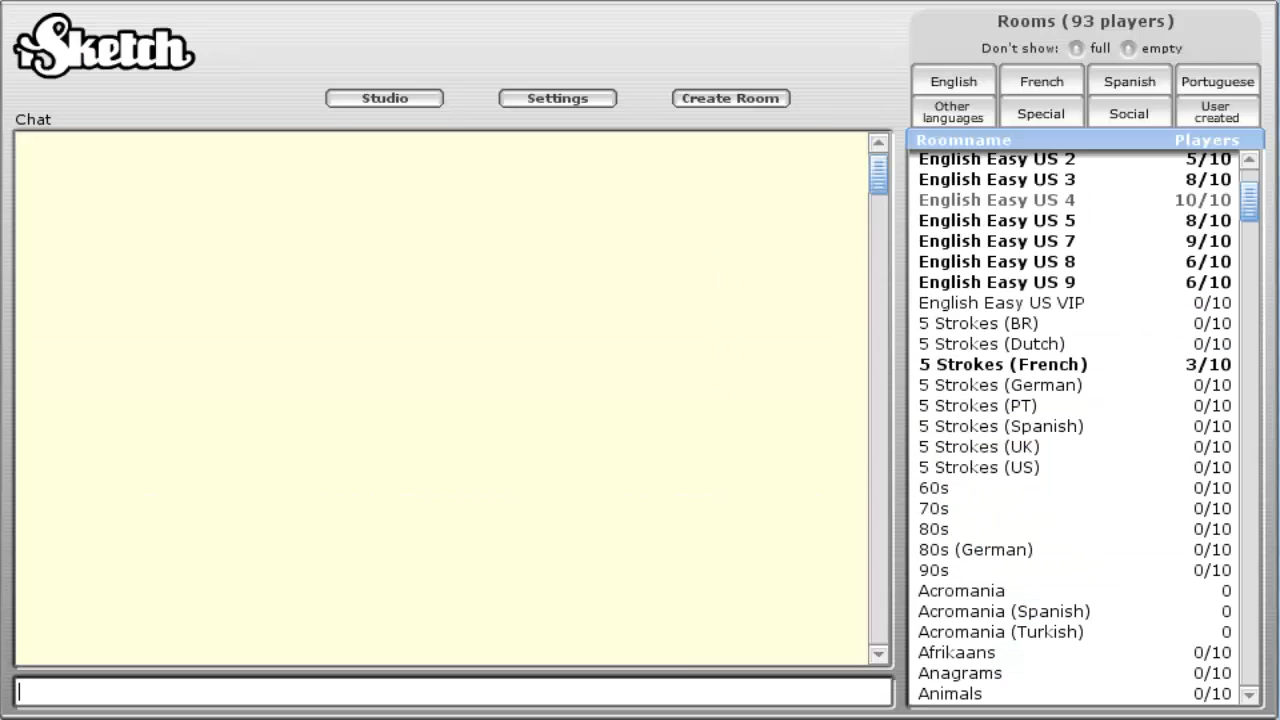 iSketch
Rooms (93 players)
Don't show: full empty
Studio Settings Create Room
English French Spanish Portuguese
Other languages Special Social User created
Chat
Roomname Players
English Easy US 2 5/10
English Easy US 3 8/10
English Easy US 4 10/10
English Easy US 5 8/10
English Easy US 7 9/10
English Easy US 8 6/10
English Easy US 9 6/10
English Easy US VIP 0/10
5 Strokes (BR) 0/10
5 Strokes (Dutch) 0/10
5 Strokes (French) 3/10
5 Strokes (German) 0/10
5 Strokes (PT) 0/10
5 Strokes (Spanish) 0/10
5 Strokes (UK) 0/10
5 Strokes (US) 0/10
60s 0/10
70s 0/10
80s 0/10
80s (German) 0/10
90s 0/10
Acromania 0
Acromania (Spanish) 0
Acromania (Turkish) 0
Afrikaans 0/10
Anagrams 0/10
Animals 0/10